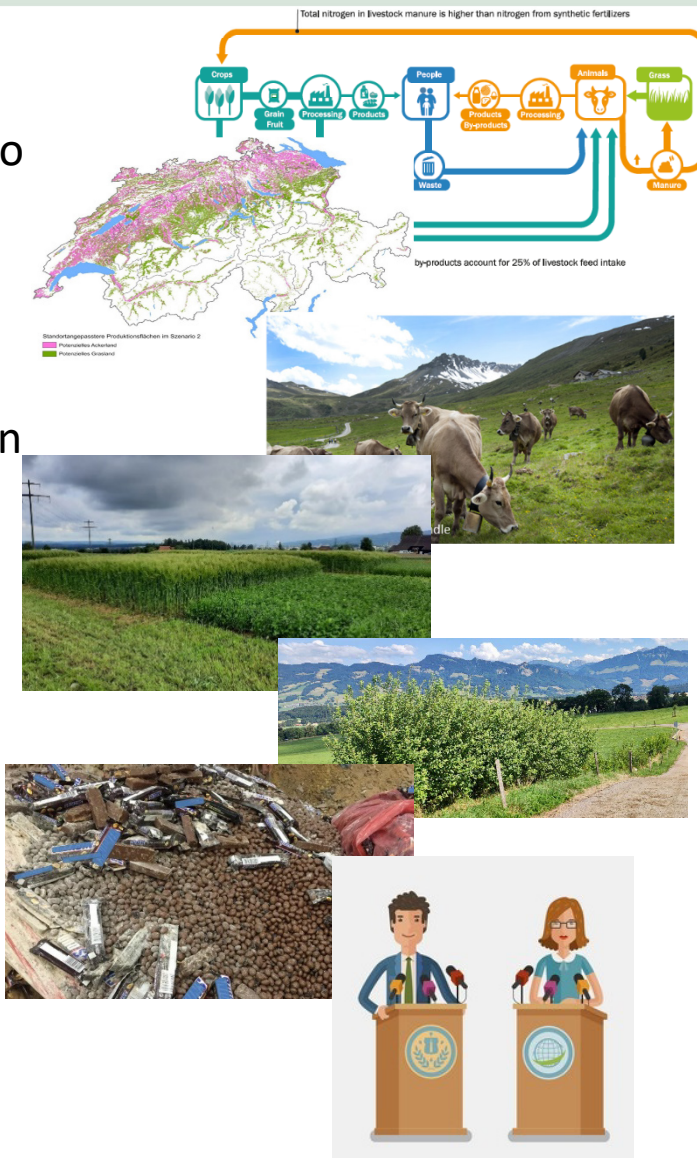 Total nitrogen in livestock manure is higher than nitrogen from synthetic fertilizers
Crops
People
Animals
Grass
Grain
Fruit
Processing
Products
Products
By-products
Processing
Waste
Manure
o
by-products account for 25% of livestock feed intake
Standortangepasstere Produktionsflächen im Szenario 2
Potenzielles Ackerland
Potenzielles Grasland
n
dle